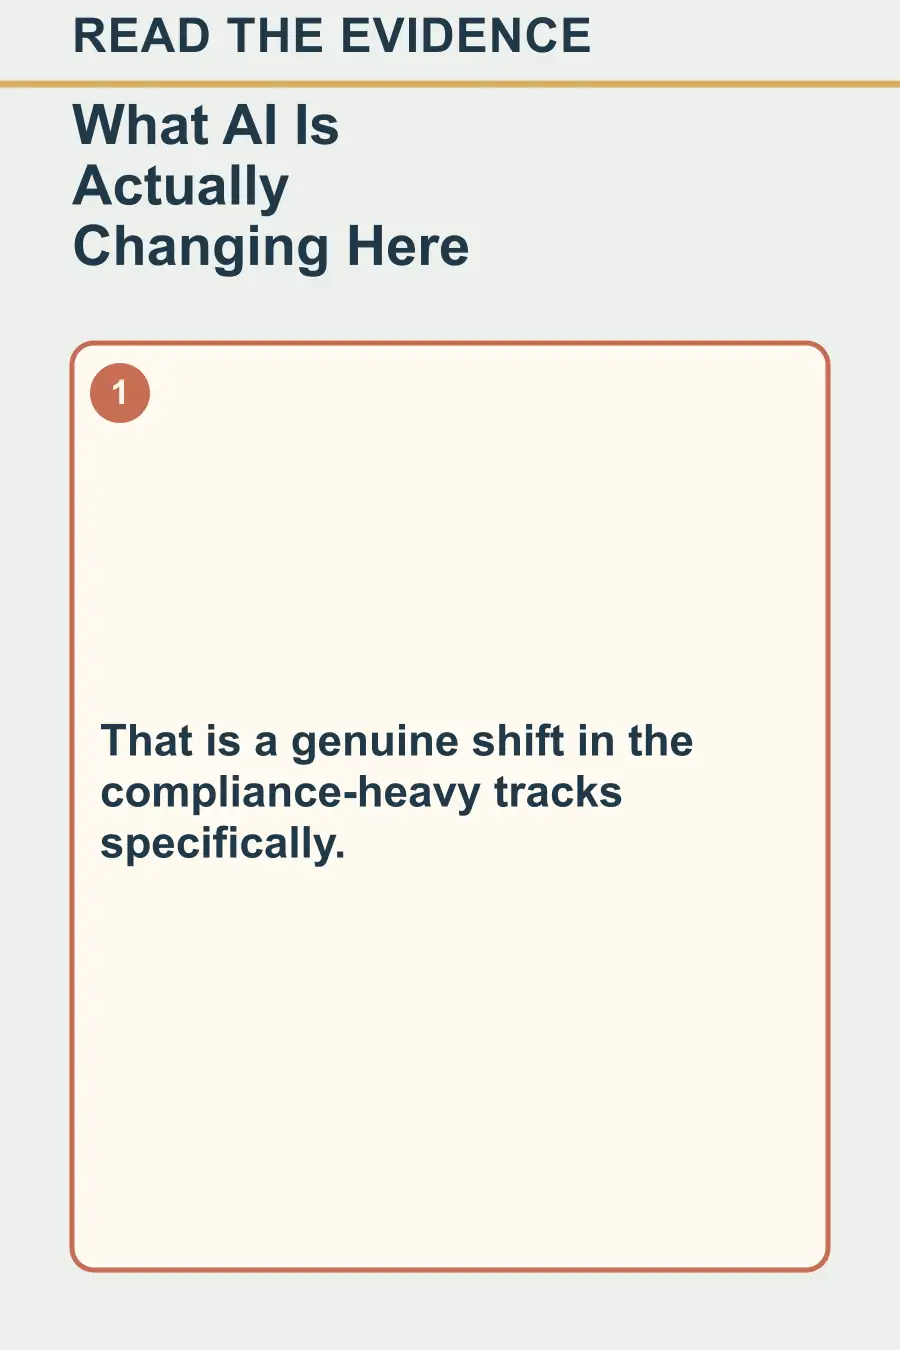 READ THE EVIDENCE
What AI Is
Actually
Changing Here
1
That is a genuine shift in the
compliance-heavy tracks
specifically.